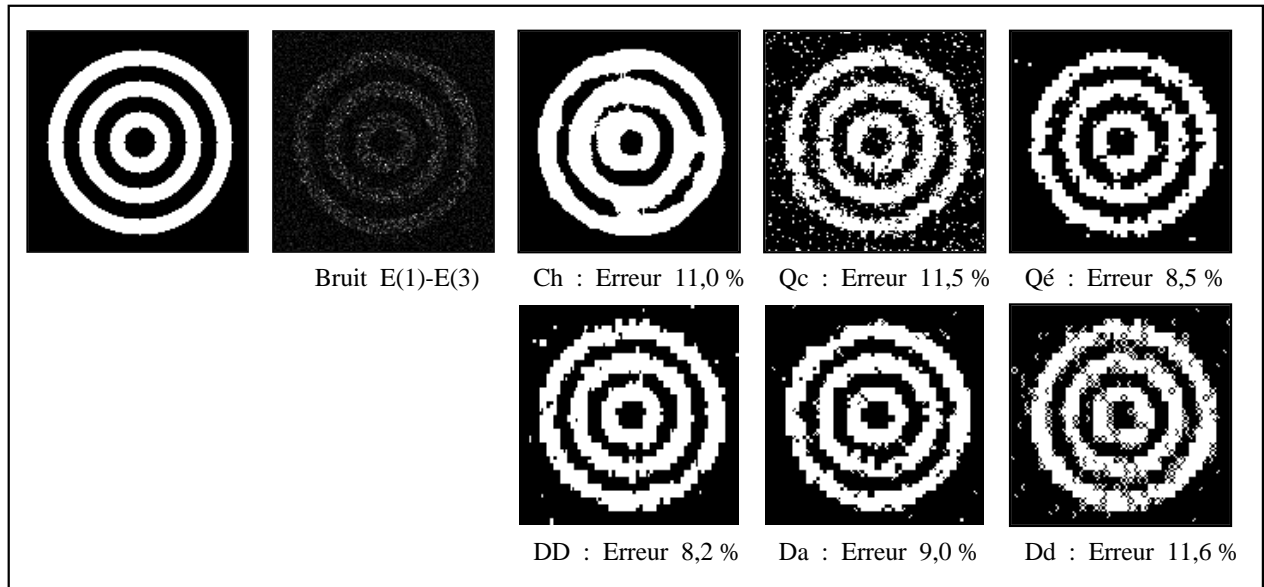 Bruit E(1)-E(3)
Ch : Erreur 11,0 %
Qc : Erreur 11,5 %
Qé : Erreur 8,5 %
DD : Erreur 8,2 %
Da : Erreur 9,0 %
Dd : Erreur 11,6 %